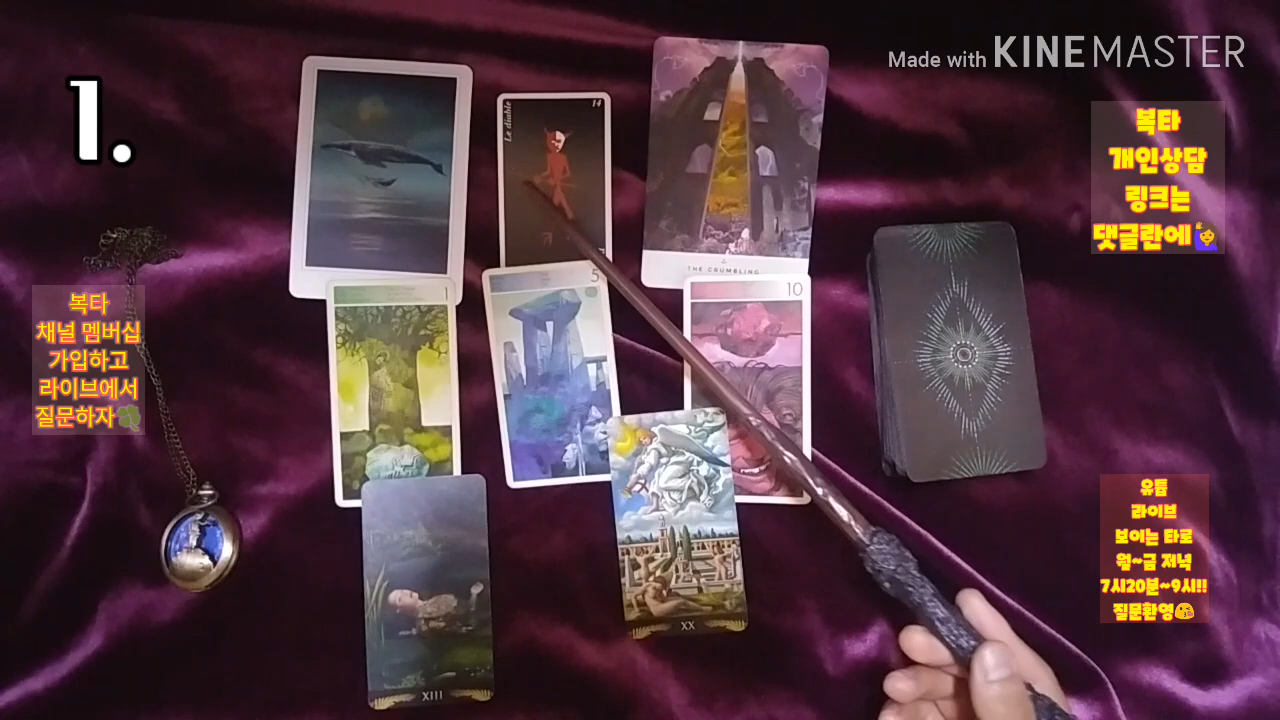 1.
Made with KINEMASTER
복타
개인상담
링크는
댓글란에🙋‍♀️
복타
채널 멤버십
가입하고
라이브에서
질문하자🍀
유튭
라이브
보이는 타로
월~금 저녁
7시20분~9시!!
질문환영😘
Le diable
14
THE CRUMBLING
1
5
10
XIII
XX